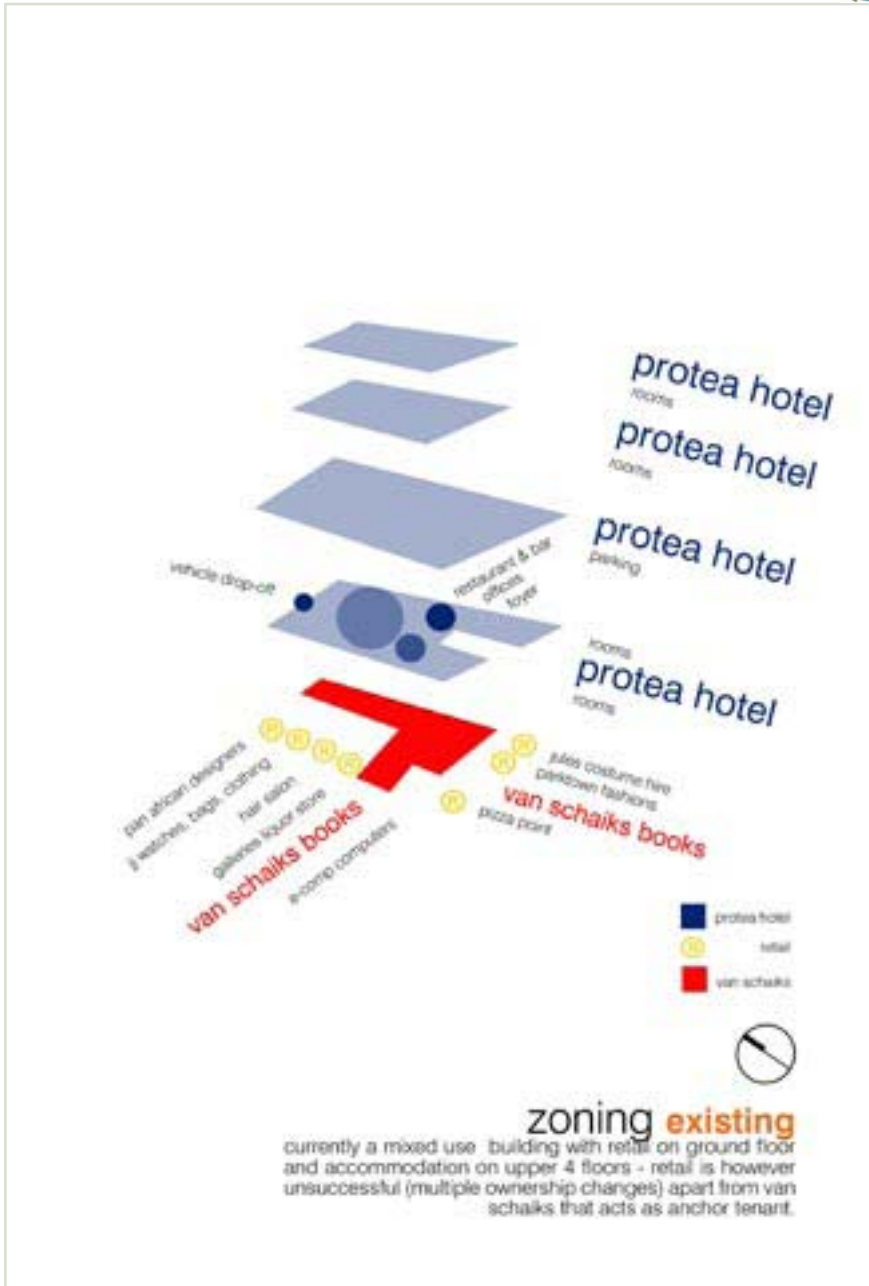 protea hotel
rooms
protea hotel
rooms
protea hotel
parking
vehicle drop-off
restaurant & bar
offices
foyer
rooms
protea hotel
rooms
pan african designers
jj watches, bags, clothing
hair salon
galleries liquor store
van schaiks books
e-comp computers
jules costume hire
parktown fashions
van schaiks books
pizza point
R
R
R
R
R
R
R
protea hotel
R
retail
van schaiks
zoning existing
currently a mixed use building with retail on ground floor
and accommodation on upper 4 floors - retail is however
unsuccessful (multiple ownership changes) apart from van
schaiks that acts as anchor tenant.